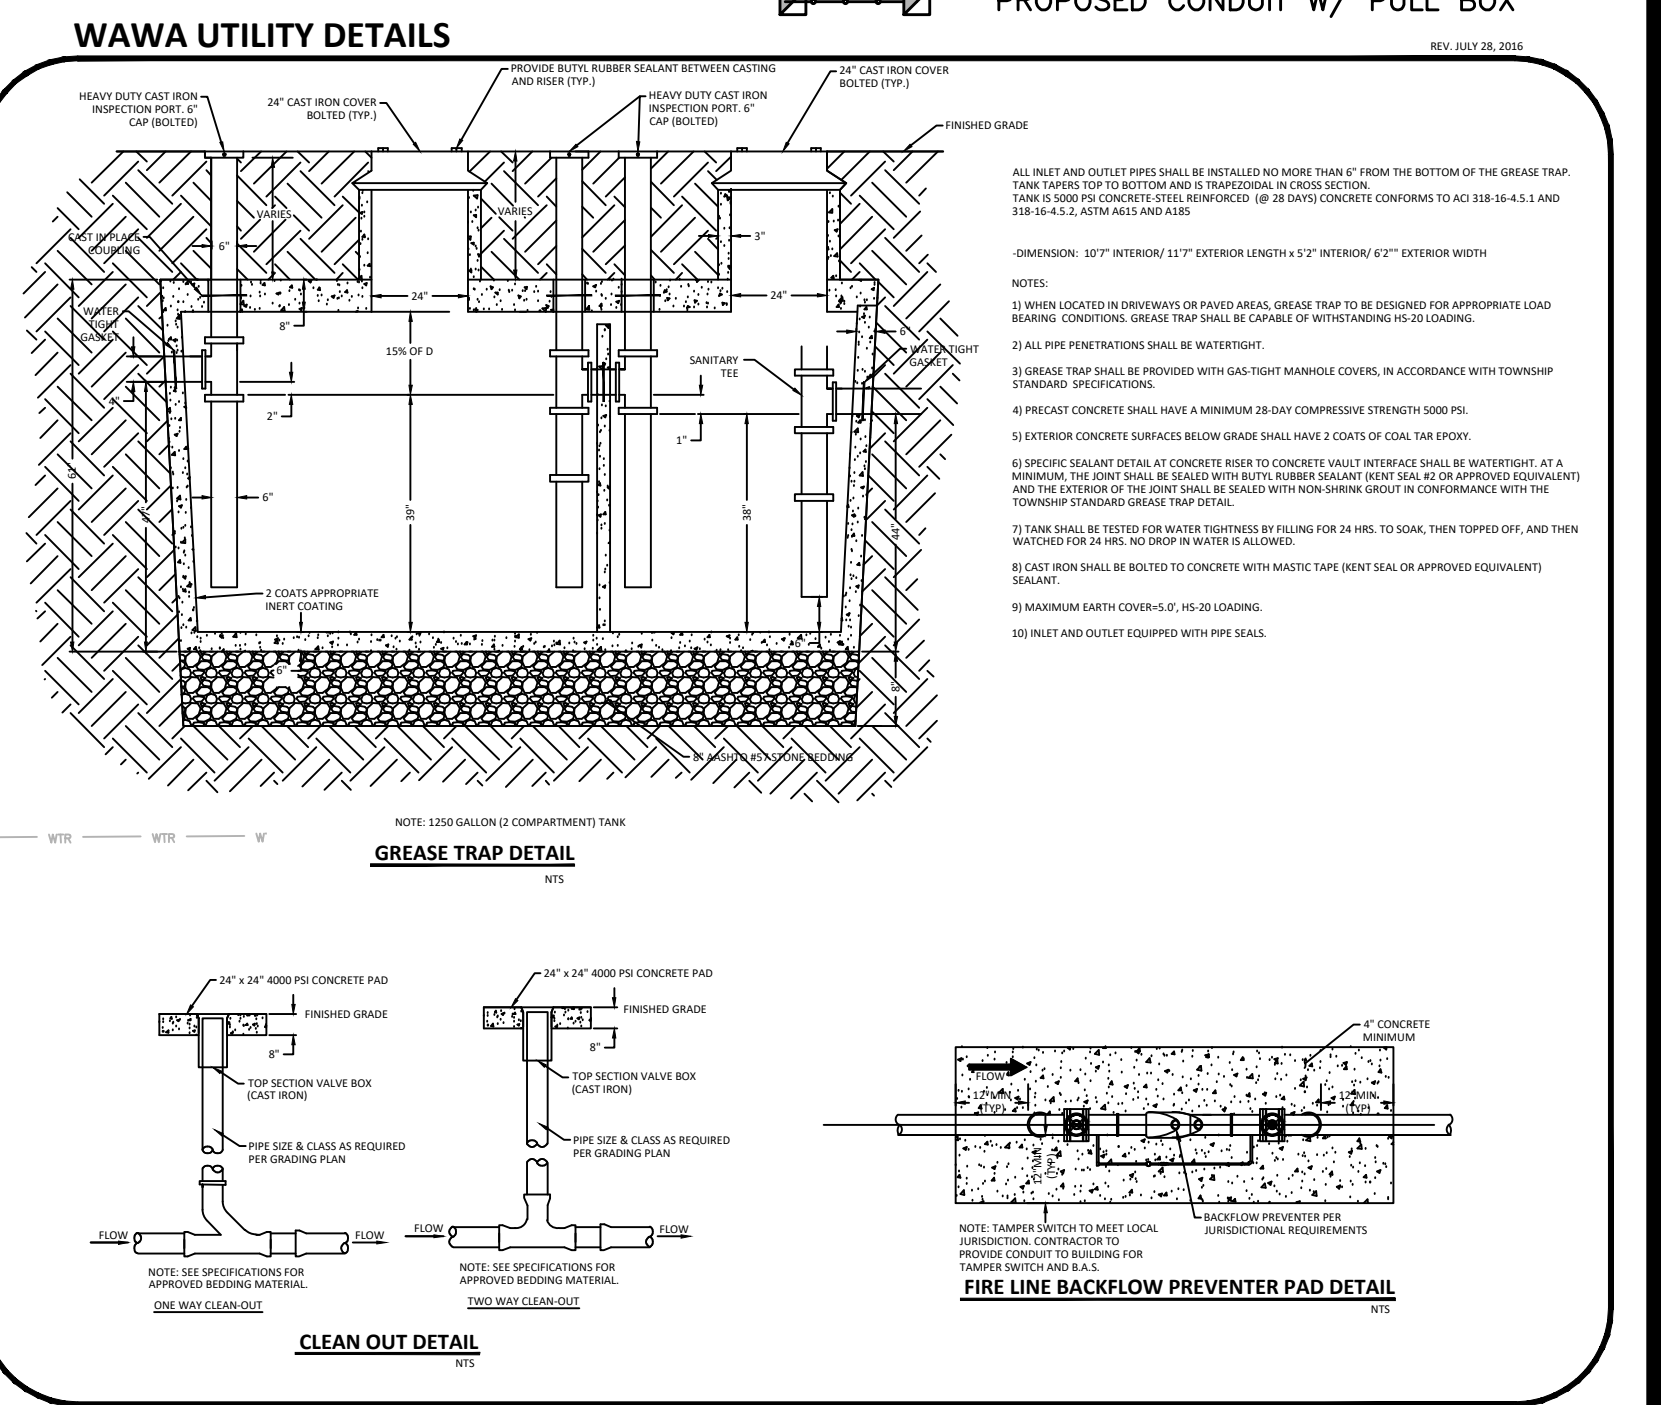 PROPOSED CONDUIT W/ PULL BOX
WAWA UTILITY DETAILS
REV. JULY 28, 2016
PROVIDE BUTYL RUBBER SEALANT BETWEEN CASTING
AND RISER (TYP.)
24" CAST IRON COVER
BOLTED (TYP.)
HEAVY DUTY CAST IRON
INSPECTION PORT. 6"
CAP (BOLTED)
24" CAST IRON COVER
BOLTED (TYP.)
HEAVY DUTY CAST IRON
INSPECTION PORT. 6"
CAP (BOLTED)
FINISHED GRADE
VARIES
VARIES
CAST IN PLACE
COUPLING
6"
3"
24"
24"
8"
WATER
TIGHT
GASKET
15% OF D
6"
WATER TIGHT
GASKET
SANITARY
TEE
4"
2"
1"
61"
47"
6"
39"
38"
44"
2 COATS APPROPRIATE
INERT COATING
6"
6"
8"
8" AASHTO #57 STONE BEDDING
NOTE: 1250 GALLON (2 COMPARTMENT) TANK
GREASE TRAP DETAIL
NTS
WTR
WTR
W
ALL INLET AND OUTLET PIPES SHALL BE INSTALLED NO MORE THAN 6" FROM THE BOTTOM OF THE GREASE TRAP.
TANK TAPERS TOP TO BOTTOM AND IS TRAPEZOIDAL IN CROSS SECTION.
TANK IS 5000 PSI CONCRETE-STEEL REINFORCED (@ 28 DAYS) CONCRETE CONFORMS TO ACI 318-16-4.5.1 AND
318-16-4.5.2, ASTM A615 AND A185
-DIMENSION: 10'7" INTERIOR/ 11'7" EXTERIOR LENGTH x 5'2" INTERIOR/ 6'2"" EXTERIOR WIDTH
NOTES:
1) WHEN LOCATED IN DRIVEWAYS OR PAVED AREAS, GREASE TRAP TO BE DESIGNED FOR APPROPRIATE LOAD
BEARING CONDITIONS. GREASE TRAP SHALL BE CAPABLE OF WITHSTANDING HS-20 LOADING.
2) ALL PIPE PENETRATIONS SHALL BE WATERTIGHT.
3) GREASE TRAP SHALL BE PROVIDED WITH GAS-TIGHT MANHOLE COVERS, IN ACCORDANCE WITH TOWNSHIP
STANDARD SPECIFICATIONS.
4) PRECAST CONCRETE SHALL HAVE A MINIMUM 28-DAY COMPRESSIVE STRENGTH 5000 PSI.
5) EXTERIOR CONCRETE SURFACES BELOW GRADE SHALL HAVE 2 COATS OF COAL TAR EPOXY.
6) SPECIFIC SEALANT DETAIL AT CONCRETE RISER TO CONCRETE VAULT INTERFACE SHALL BE WATERTIGHT. AT A
MINIMUM, THE JOINT SHALL BE SEALED WITH BUTYL RUBBER SEALANT (KENT SEAL #2 OR APPROVED EQUIVALENT)
AND THE EXTERIOR OF THE JOINT SHALL BE SEALED WITH NON-SHRINK GROUT IN CONFORMANCE WITH THE
TOWNSHIP STANDARD GREASE TRAP DETAIL.
7) TANK SHALL BE TESTED FOR WATER TIGHTNESS BY FILLING FOR 24 HRS. TO SOAK, THEN TOPPED OFF, AND THEN
WATCHED FOR 24 HRS. NO DROP IN WATER IS ALLOWED.
8) CAST IRON SHALL BE BOLTED TO CONCRETE WITH MASTIC TAPE (KENT SEAL OR APPROVED EQUIVALENT)
SEALANT.
9) MAXIMUM EARTH COVER=5.0', HS-20 LOADING.
10) INLET AND OUTLET EQUIPPED WITH PIPE SEALS.
24" x 24" 4000 PSI CONCRETE PAD
FINISHED GRADE
8"
TOP SECTION VALVE BOX
(CAST IRON)
PIPE SIZE & CLASS AS REQUIRED
PER GRADING PLAN
FLOW
FLOW
NOTE: SEE SPECIFICATIONS FOR
APPROVED BEDDING MATERIAL.
ONE WAY CLEAN-OUT
24" x 24" 4000 PSI CONCRETE PAD
FINISHED GRADE
8"
TOP SECTION VALVE BOX
(CAST IRON)
PIPE SIZE & CLASS AS REQUIRED
PER GRADING PLAN
FLOW
FLOW
NOTE: SEE SPECIFICATIONS FOR
APPROVED BEDDING MATERIAL.
TWO WAY CLEAN-OUT
CLEAN OUT DETAIL
NTS
4" CONCRETE
MINIMUM
FLOW
12"MIN
(TYP)
12"MIN
(TYP)
12"MIN
(TYP)
NOTE: TAMPER SWITCH TO MEET LOCAL
JURISDICTION. CONTRACTOR TO
PROVIDE CONDUIT TO BUILDING FOR
TAMPER SWITCH AND B.A.S.
BACKFLOW PREVENTER PER
JURISDICTIONAL REQUIREMENTS
FIRE LINE BACKFLOW PREVENTER PAD DETAIL
NTS